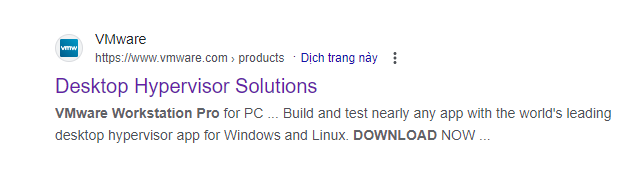 vmw
VMware
https://www.vmware.com › products · Dịch trang này
Desktop Hypervisor Solutions
VMware Workstation Pro for PC ... Build and test nearly any app with the world's leading
desktop hypervisor app for Windows and Linux. DOWNLOAD NOW ...